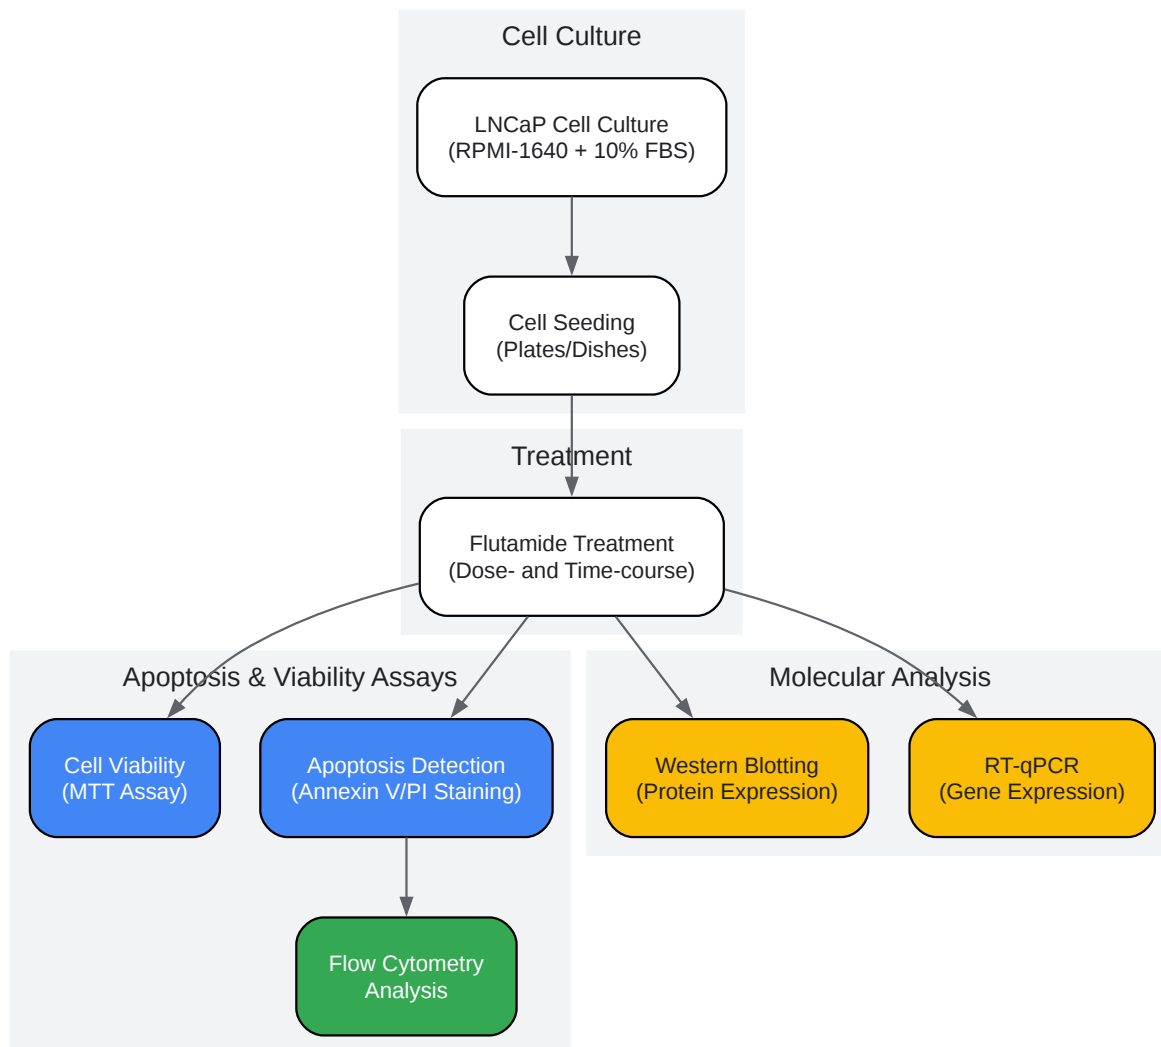 Cell Culture
LNCaP Cell Culture
(RPMI-1640 + 10% FBS)
Cell Seeding
(Plates/Dishes)
Treatment
Flutamide Treatment
(Dose- and Time-course)
Apoptosis & Viability Assays
Cell Viability
(MTT Assay)
Apoptosis Detection
(Annexin V/PI Staining)
Flow Cytometry
Analysis
Molecular Analysis
Western Blotting
(Protein Expression)
RT-qPCR
(Gene Expression)